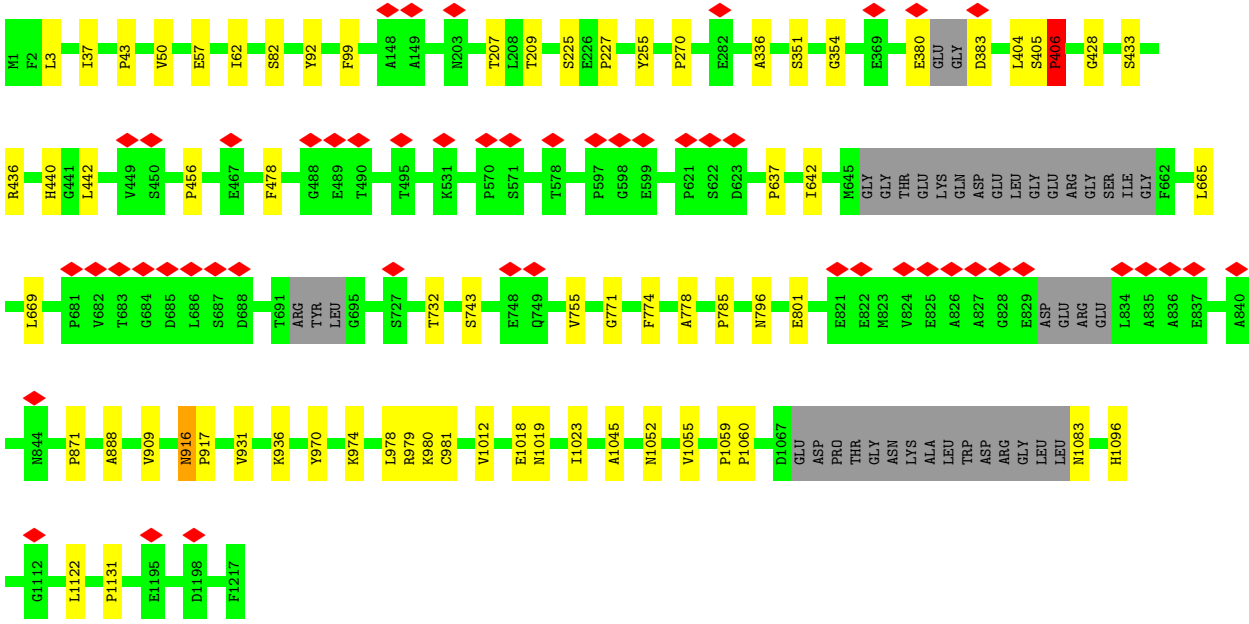 M1 F2 L3 I37 P43 V50 E57 I62 S82 Y92 F99 A148 A149 N203 T207 L208 T209 S225 E226 P227 Y255 P270 E282 A336 S351 G354 E369 E380 GLU GLY D383 L404 S405 P406 G428 S433
R436 H440 G441 L442 V449 S450 P456 E467 F478 G488 E489 T490 T495 K531 P570 S571 T578 P597 G598 E599 P621 S622 D623 P637 I642 M645 GLY GLY THR GLU LYS GLN ASP GLU LEU GLY GLU ARG GLY SER ILE GLY F662 L665
L669 P681 V682 T683 G684 D685 L686 S687 D688 T691 ARG TYR LEU G695 S727 T732 S743 E748 Q749 V755 G771 F774 A778 P785 N796 E801 E821 E822 M823 V824 E825 A826 A827 G828 E829 ASP GLU ARG GLU L834 A835 A836 E837 A840
N844 P871 A888 V909 N916 P917 V931 K936 Y970 K974 L978 R979 K980 C981 V1012 E1018 N1019 I1023 A1045 N1052 V1055 P1059 P1060 D1067 GLU ASP PRO THR GLY ASN LYS ALA LEU TRP ASP ARG GLY LEU LEU N1083 H1096
G1112 L1122 P1131 E1195 D1198 F1217